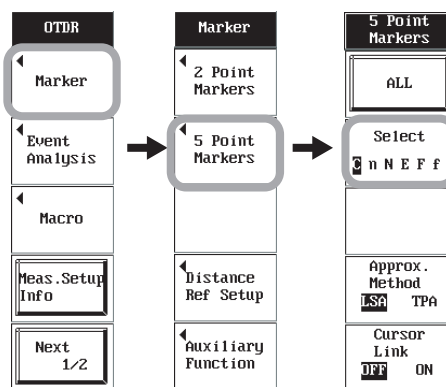 OTDR
Marker
Event
Analysis
Macro
Meas.Setup
Info
Next
1/2
Marker
2 Point
Markers
5 Point
Markers
Distance
Ref Setup
Auxiliary
Function
5 Point
Markers
ALL
Select
C n N E F f
Approx.
Method
LSA TPA
Cursor
Link
OFF ON